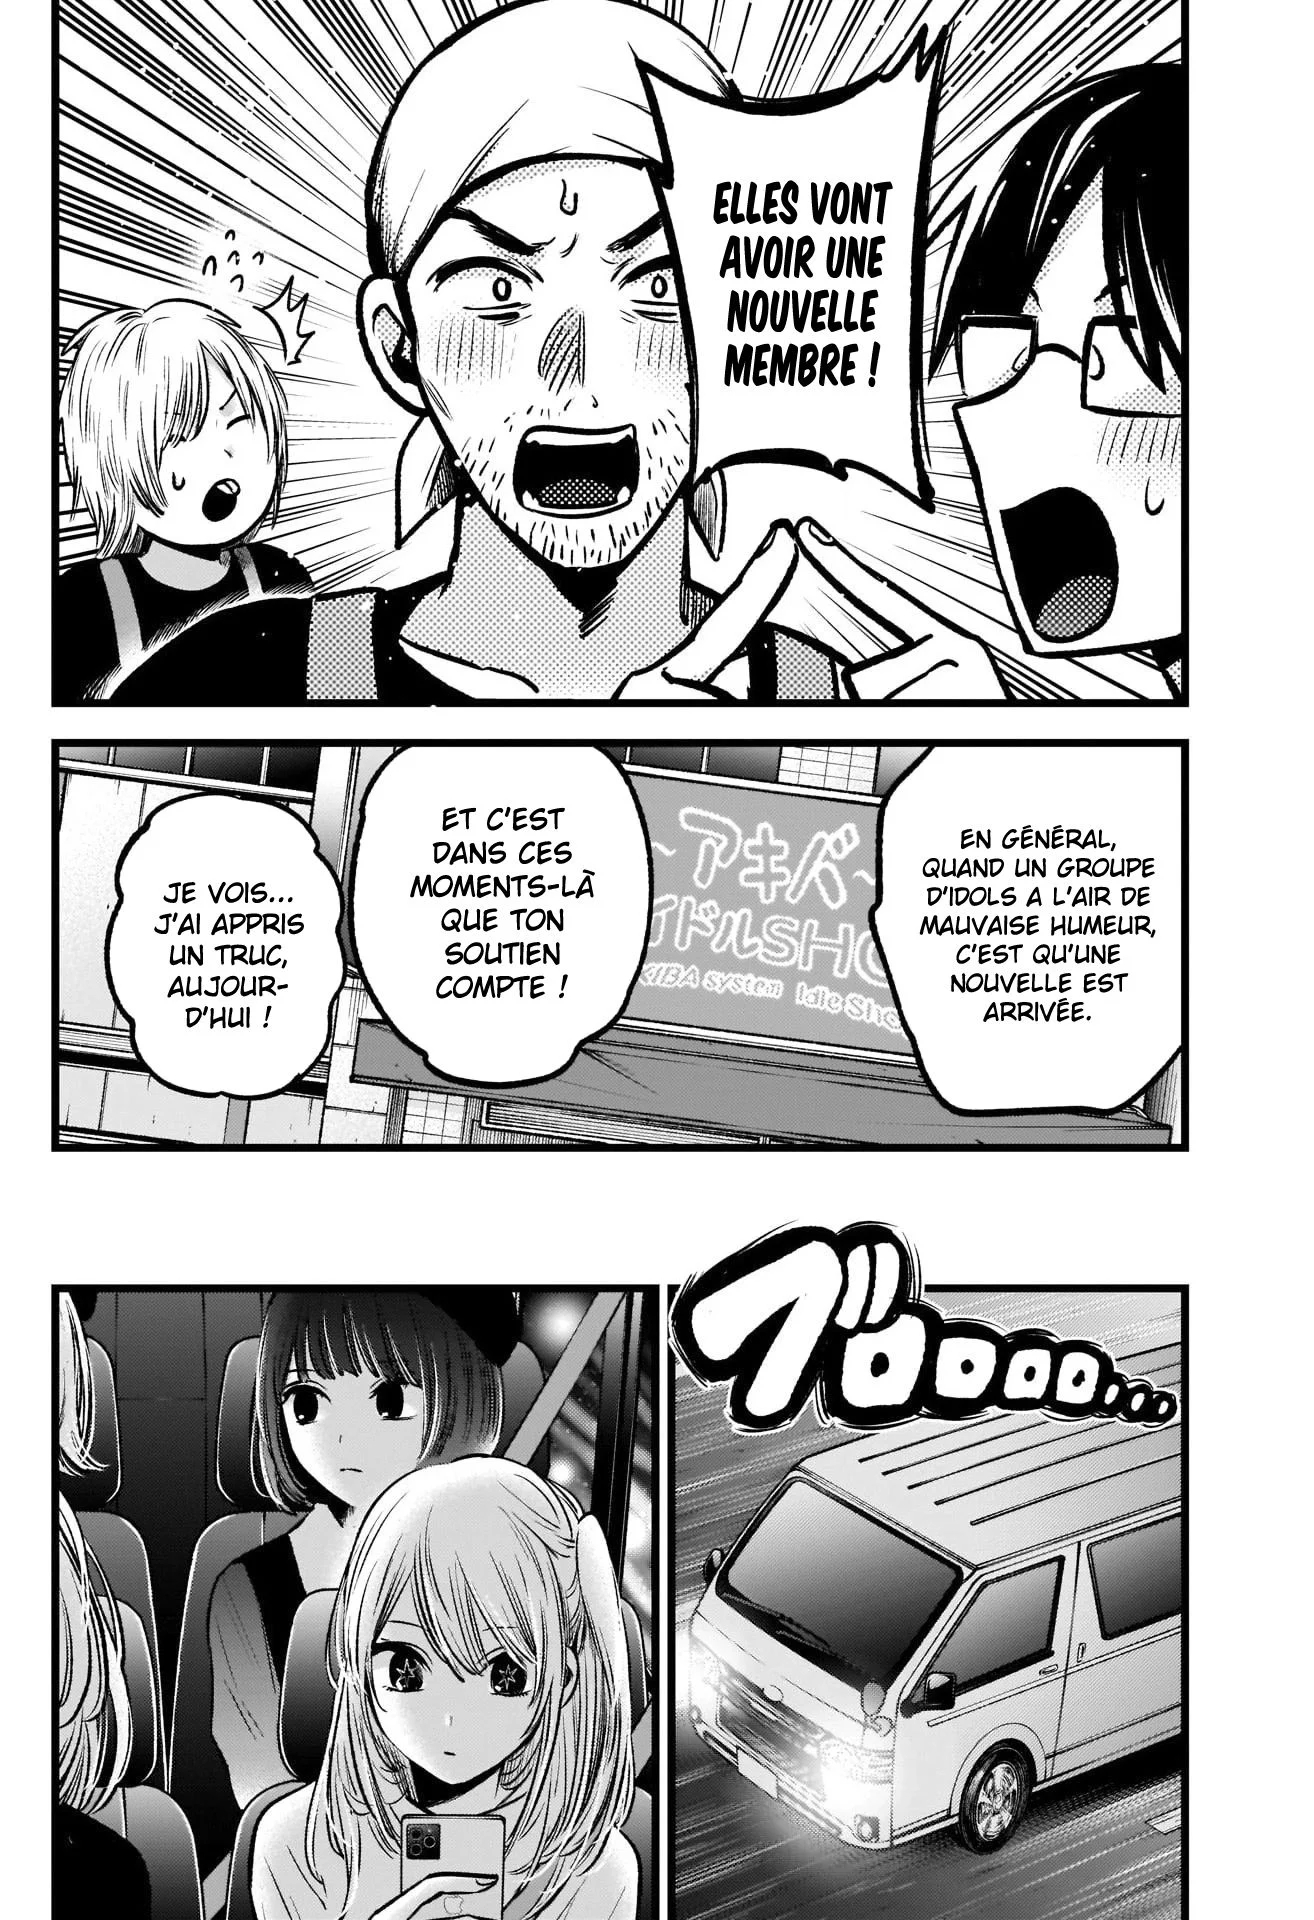 ELLES VONT
AVOIR UNE
NOUVELLE
MEMBRE !
EN GÉNÉRAL,
QUAND UN GROUPE
D'IDOLS A L'AIR DE
MAUVAISE HUMEUR,
C'EST QU'UNE
NOUVELLE EST
ARRIVÉE.
ET C'EST
DANS CES
MOMENTS-LÀ
QUE TON
SOUTIEN
COMPTE !
JE VOIS...
J'AI APPRIS
UN TRUC,
AUJOUR-
D'HUI !
~アキバ~
イドルSHO
KIBA system Idle Sho
ブロロロロ...